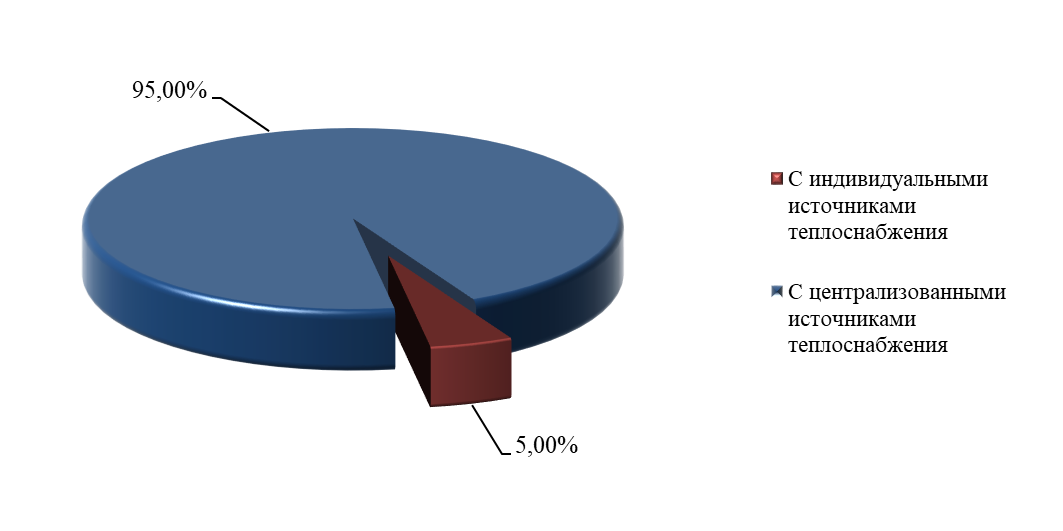 95,00%
С индивидуальными
источниками
теплоснабжения
С централизованными
источниками
теплоснабжения
5,00%